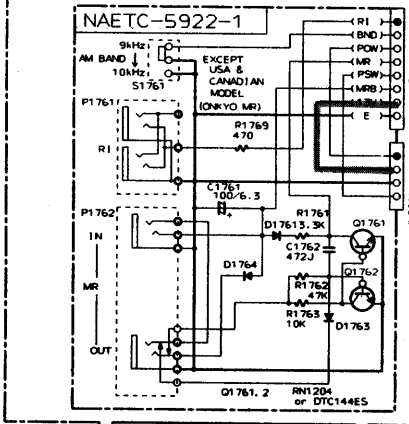 NAETC-5922-1
RI
BND
POW
MR
PSW
MRB
E
9kHz
AM BAND
10kHz
S1761
EXCEPT
USA &
CANADIAN
MODEL
(ONKYO MR)
P1761
RI
R1769
470
C1761
100/6.3
+
P1762
IN
MR
OUT
D1761
R1761
3.3K
C1762
472J
Q1761
D1764
Q1762
R1762
47K
R1763
10K
D1763
Q1761,2
RN1204
or DTC144ES